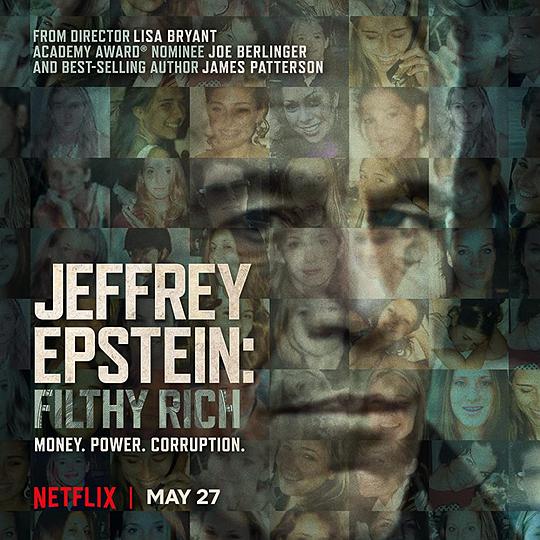 FROM DIRECTOR LISA BRYANT
ACADEMY AWARD® NOMINEE JOE BERLINGER
AND BEST-SELLING AUTHOR JAMES PATTERSON
JEFFREY
EPSTEIN:
FILTHY RICH
MONEY. POWER. CORRUPTION.
NETFLIX | MAY 27